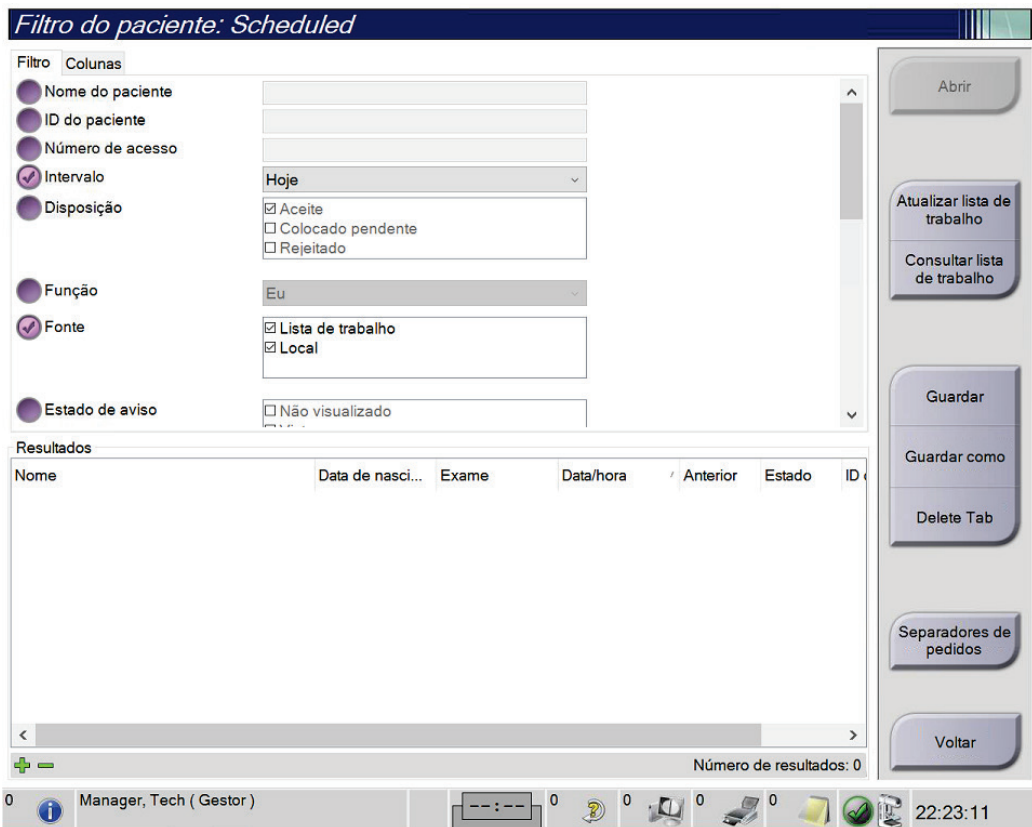 Filtro do paciente: Scheduled
Filtro Colunas
Nome do paciente
ID do paciente
Número de acesso
Intervalo Hoje
Disposição Aceite
Colocado pendente
Rejeitado
Função Eu
Fonte Lista de trabalho
Local
Estado de aviso Não visualizado
Resultados
Nome Data de nasci... Exame Data/hora Anterior Estado ID
Número de resultados: 0
Abrir
Atualizar lista de
trabalho
Consultar lista
de trabalho
Guardar
Guardar como
Delete Tab
Separadores de
pedidos
Voltar
0 Manager, Tech ( Gestor ) --:-- 0 0 0 0 22:23:11